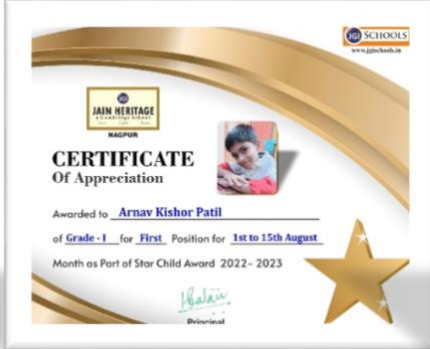 JGI SCHOOLS
www.jgischools.in
JGI
JAIN HERITAGE
a Cambridge School
NAGPUR
CERTIFICATE
Of Appreciation
Awarded to Arnav Kishor Patil
of Grade - I for First Position for 1st to 15th August
Month as Part of Star Child Award 2022- 2023
Principal